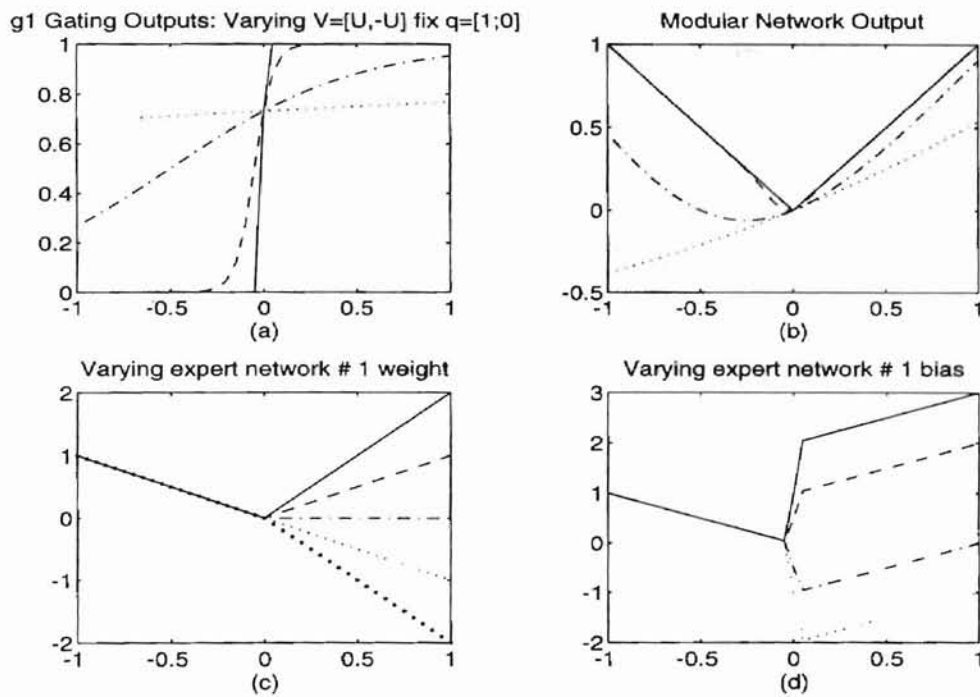 g1 Gating Outputs: Varying V=[U,-U] fix q=[1;0]
1
0.8
0.6
0.4
0.2
0
-1 -0.5 0 0.5 1
(a)
Modular Network Output
1
0.5
0
-0.5
-1 -0.5 0 0.5 1
(b)
Varying expert network # 1 weight
2
1
0
-1
-2
-1 -0.5 0 0.5 1
(c)
Varying expert network # 1 bias
3
2
1
0
-1
-2
-1 -0.5 0 0.5 1
(d)